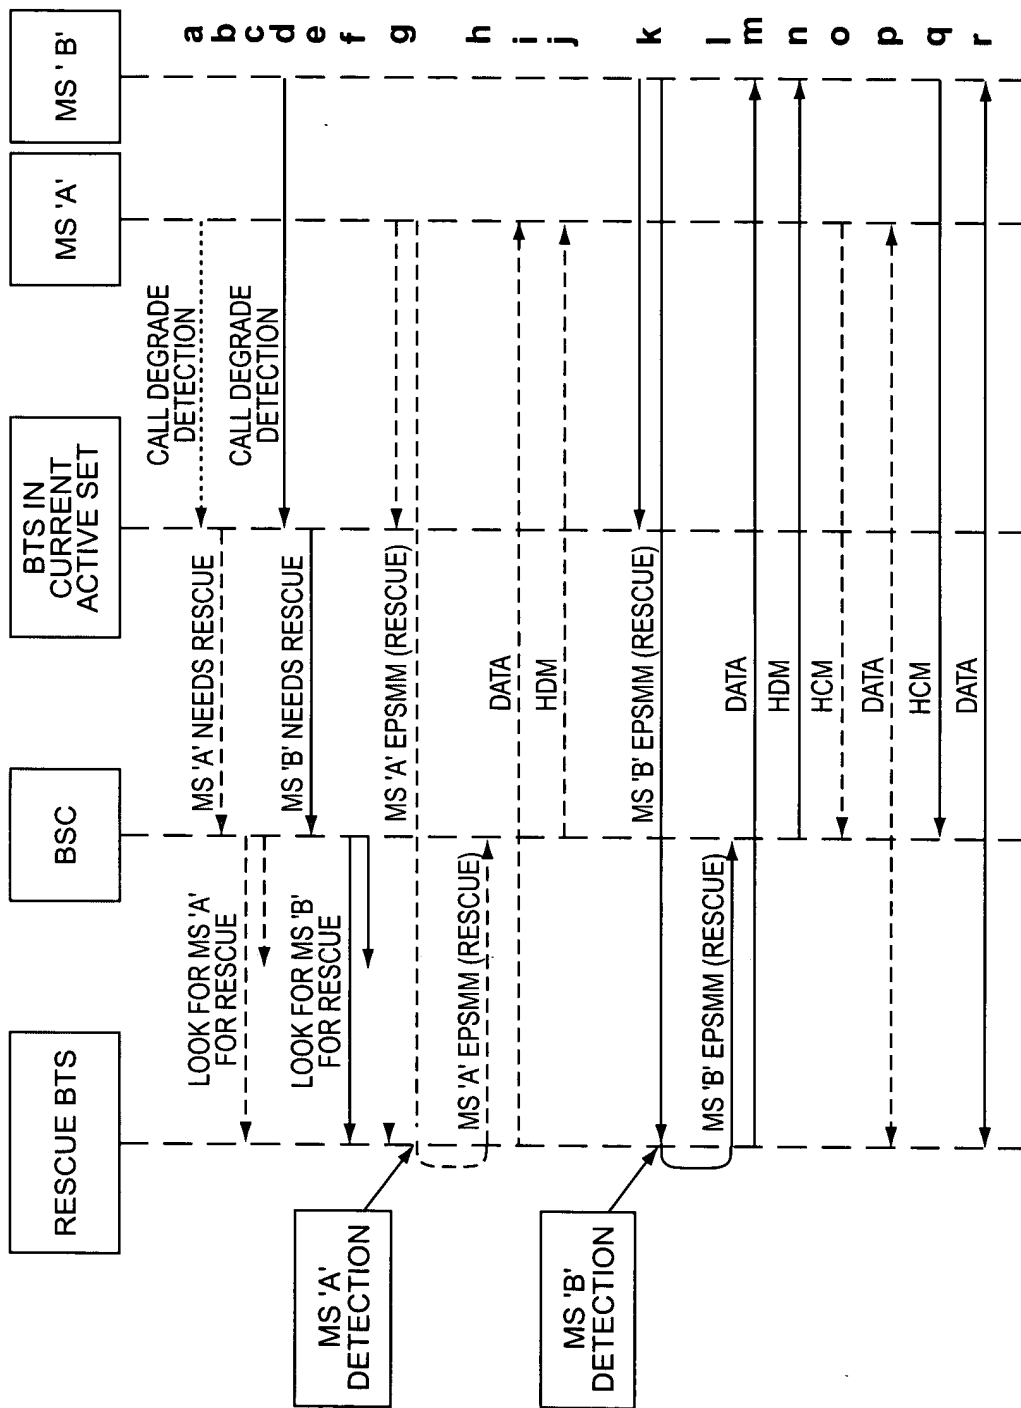 RESCUE BTS
BSC
BTS IN
CURRENT
ACTIVE SET
MS 'A'
MS ' B'
CALL DEGRADE
DETECTION
a
MS 'A' NEEDS RESCUE
b
LOOK FOR MS 'A'
FOR RESCUE
c
CALL DEGRADE
DETECTION
d
MS 'B' NEEDS RESCUE
e
LOOK FOR MS 'B'
FOR RESCUE
f
MS 'A'
DETECTION
MS 'A' EPSMM (RESCUE)
g
MS 'A' EPSMM (RESCUE)
h
DATA
i
HDM
j
MS 'B'
DETECTION
MS 'B' EPSMM (RESCUE)
k
MS 'B' EPSMM (RESCUE)
l
DATA
m
HDM
n
HCM
o
DATA
p
HCM
q
DATA
r